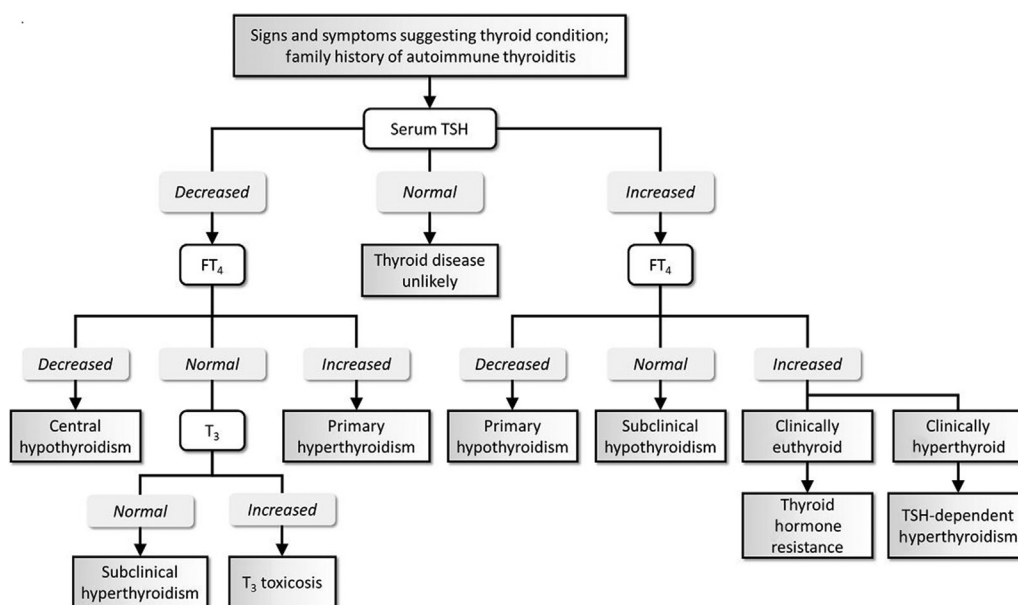 Signs and symptoms suggesting thyroid condition;
family history of autoimmune thyroiditis
Serum TSH
Decreased
Normal
Increased
FT₄
Thyroid disease
unlikely
FT₄
Decreased
Normal
Increased
Decreased
Normal
Increased
Central
hypothyroidism
T₃
Primary
hyperthyroidism
Primary
hypothyroidism
Subclinical
hypothyroidism
Clinically
euthyroid
Clinically
hyperthyroid
Normal
Increased
Thyroid
hormone
resistance
TSH-dependent
hyperthyroidism
Subclinical
hyperthyroidism
T₃ toxicosis